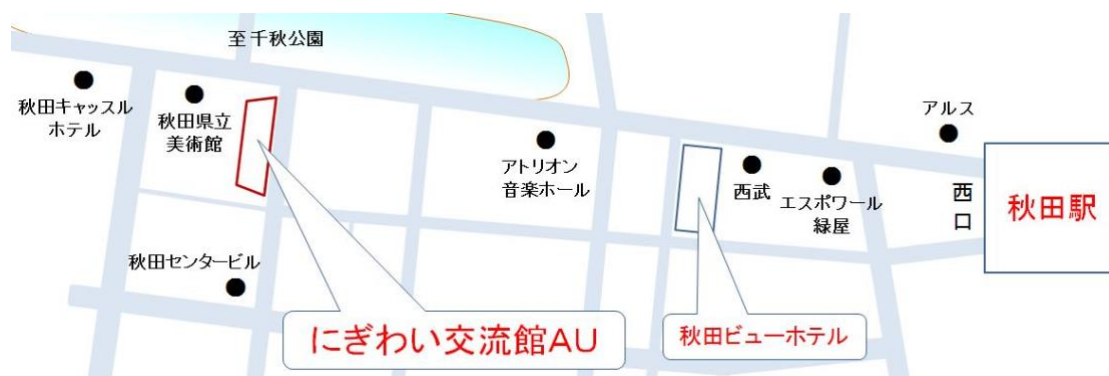 至千秋公園
秋田キャッスル
ホテル
秋田県立
美術館
アトリオン
音楽ホール
西武
エスポワール
緑屋
アルス
西
口
秋田駅
秋田センタービル
にぎわい交流館AU
秋田ビューホテル